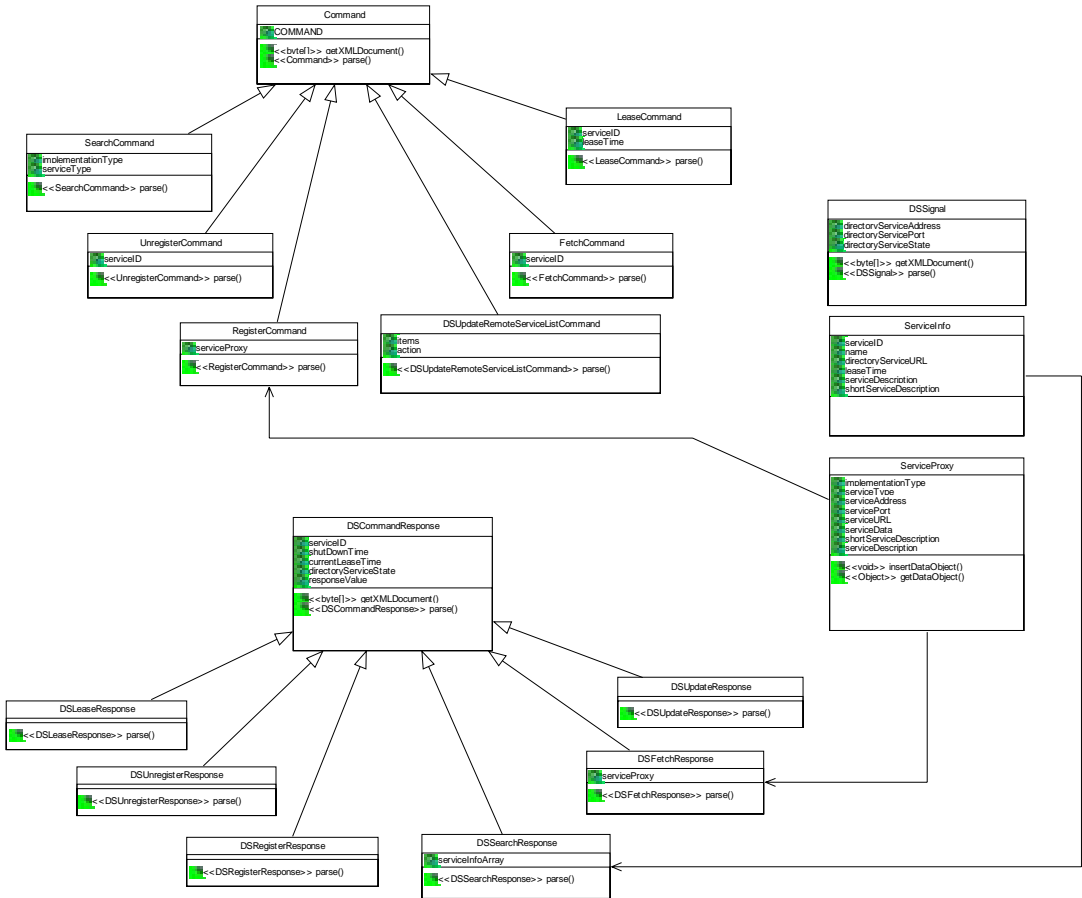 Command
COMMAND
<<byte[]>> getXMLDocument()
<<Command>> parse()
LeaseCommand
serviceID
leaseTime
<<LeaseCommand>> parse()
SearchCommand
implementationType
serviceType
<<SearchCommand>> parse()
DSSignal
directoryServiceAddress
directoryServicePort
directoryServiceState
<<byte[]>> getXMLDocument()
<<DSSignal>> parse()
UnregisterCommand
serviceID
<<UnregisterCommand>> parse()
FetchCommand
serviceID
<<FetchCommand>> parse()
RegisterCommand
serviceProxy
<<RegisterCommand>> parse()
DSUpdateRemoteServiceListCommand
items
action
<<DSUpdateRemoteServiceListCommand>> parse()
ServiceInfo
serviceID
name
directoryServiceURL
leaseTime
serviceDescription
shortServiceDescription
ServiceProxy
implementationType
serviceType
serviceAddress
servicePort
serviceURL
serviceData
shortServiceDescription
serviceDescription
<<void>> insertDataObject()
<<Object>> getDataObject()
DSCommandResponse
serviceID
shutDownTime
currentLeaseTime
directoryServiceState
responseValue
<<byte[]>> getXMLDocument()
<<DSCommandResponse>> parse()
DSUpdateResponse
<<DSUpdateResponse>> parse()
DSLeaseResponse
<<DSLeaseResponse>> parse()
DSFetchResponse
serviceProxy
<<DSFetchResponse>> parse()
DSUnregisterResponse
<<DSUnregisterResponse>> parse()
DSRegisterResponse
<<DSRegisterResponse>> parse()
DSSearchResponse
serviceInfoArray
<<DSSearchResponse>> parse()